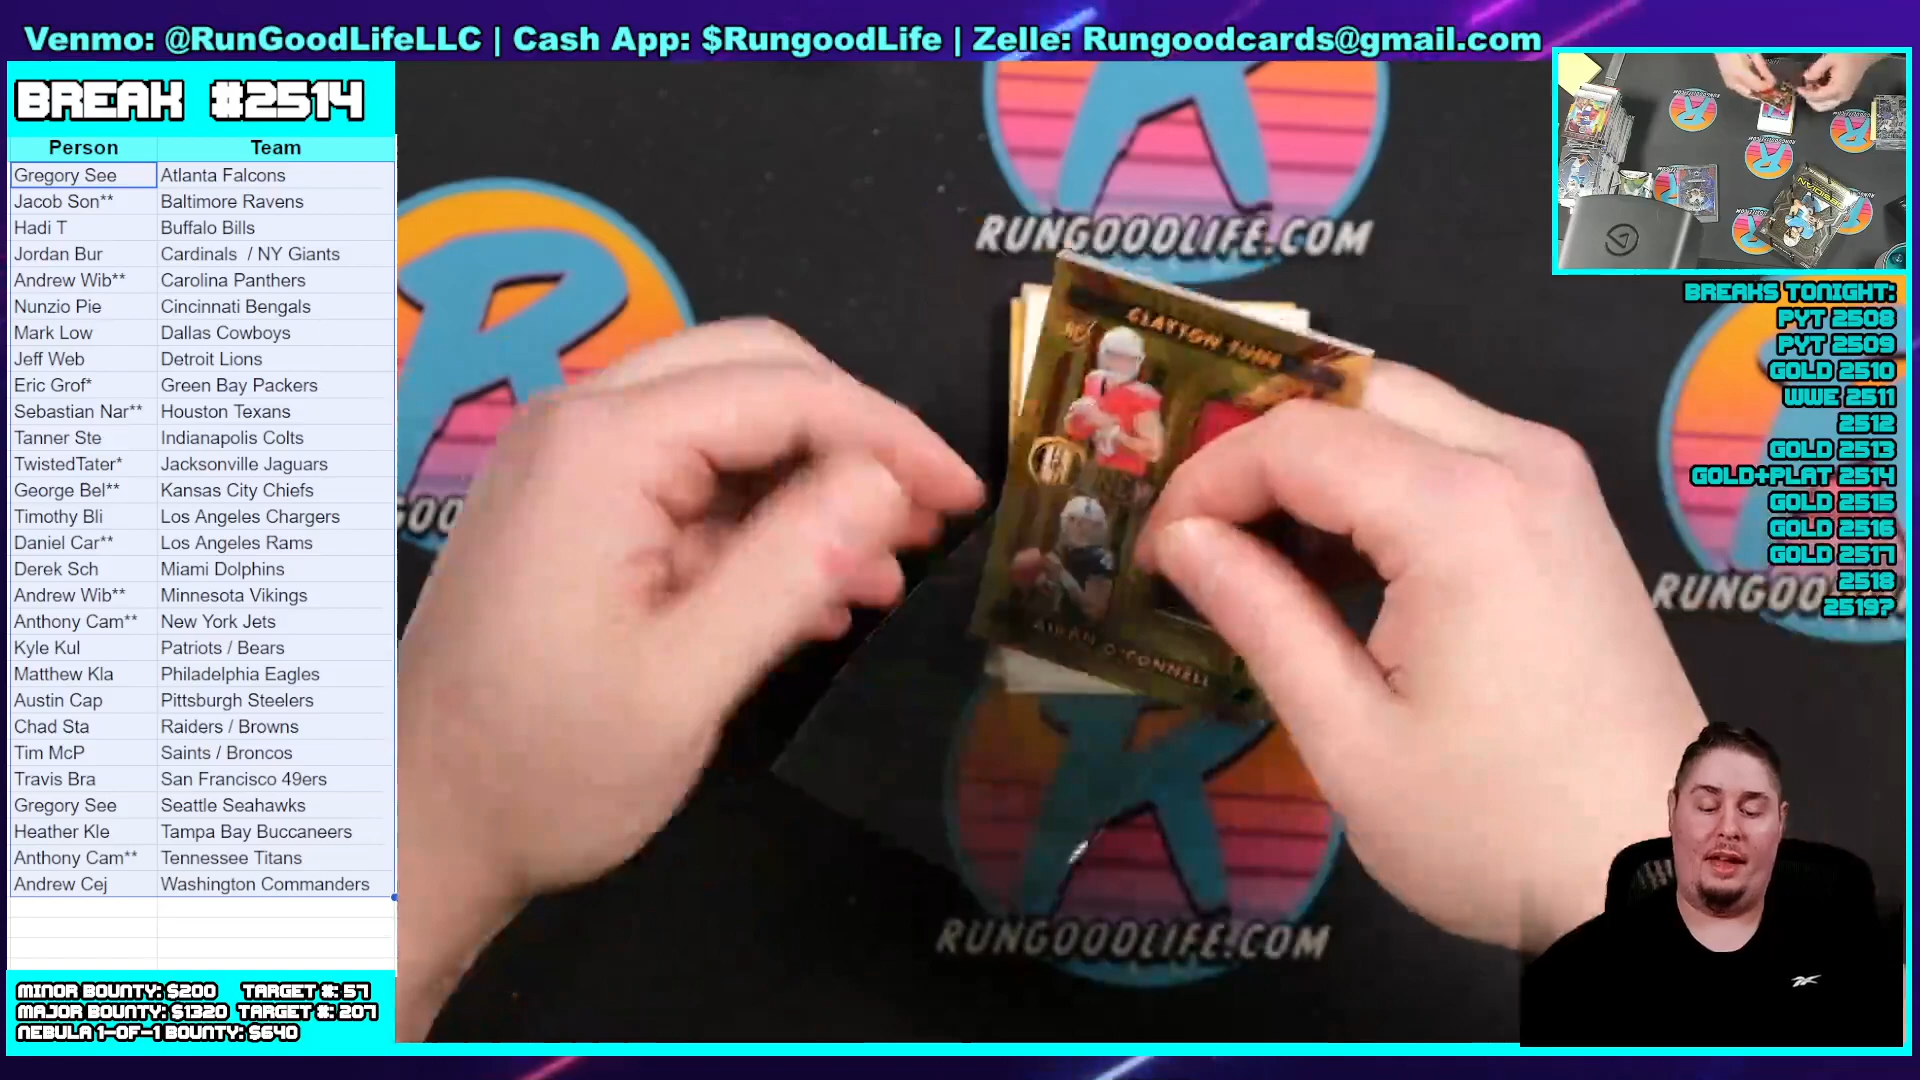 Venmo: @RunGoodLifeLLC | Cash App: $RungoodLife | Zelle: Rungoodcards@gmail.com
BREAK #2514
Person Team
Gregory See Atlanta Falcons
Jacob Son** Baltimore Ravens
Hadi T Buffalo Bills
Jordan Bur Cardinals / NY Giants
Andrew Wib** Carolina Panthers
Nunzio Pie Cincinnati Bengals
Mark Low Dallas Cowboys
Jeff Web Detroit Lions
Eric Grof* Green Bay Packers
Sebastian Nar** Houston Texans
Tanner Ste Indianapolis Colts
TwistedTater* Jacksonville Jaguars
George Bel** Kansas City Chiefs
Timothy Bli Los Angeles Chargers
Daniel Car** Los Angeles Rams
Derek Sch Miami Dolphins
Andrew Wib** Minnesota Vikings
Anthony Cam** New York Jets
Kyle Kul Patriots / Bears
Matthew Kla Philadelphia Eagles
Austin Cap Pittsburgh Steelers
Chad Sta Raiders / Browns
Tim McP Saints / Broncos
Travis Bra San Francisco 49ers
Gregory See Seattle Seahawks
Heather Kle Tampa Bay Buccaneers
Anthony Cam** Tennessee Titans
Andrew Cej Washington Commanders
MINOR BOUNTY: $200 TARGET #: 57
MAJOR BOUNTY: $1320 TARGET #: 207
NEBULA 1-OF-1 BOUNTY: $640
RUNGOODLIFE.COM
CLAYTON TUNE
RC
AIDAN O'CONNELL
RUNGOODLIFE.COM
RUNGOOD
BREAKS TONIGHT:
PYT 2508
PYT 2509
GOLD 2510
WWE 2511
2512
GOLD 2513
GOLD+PLAT 2514
GOLD 2515
GOLD 2516
GOLD 2517
2518
2519?